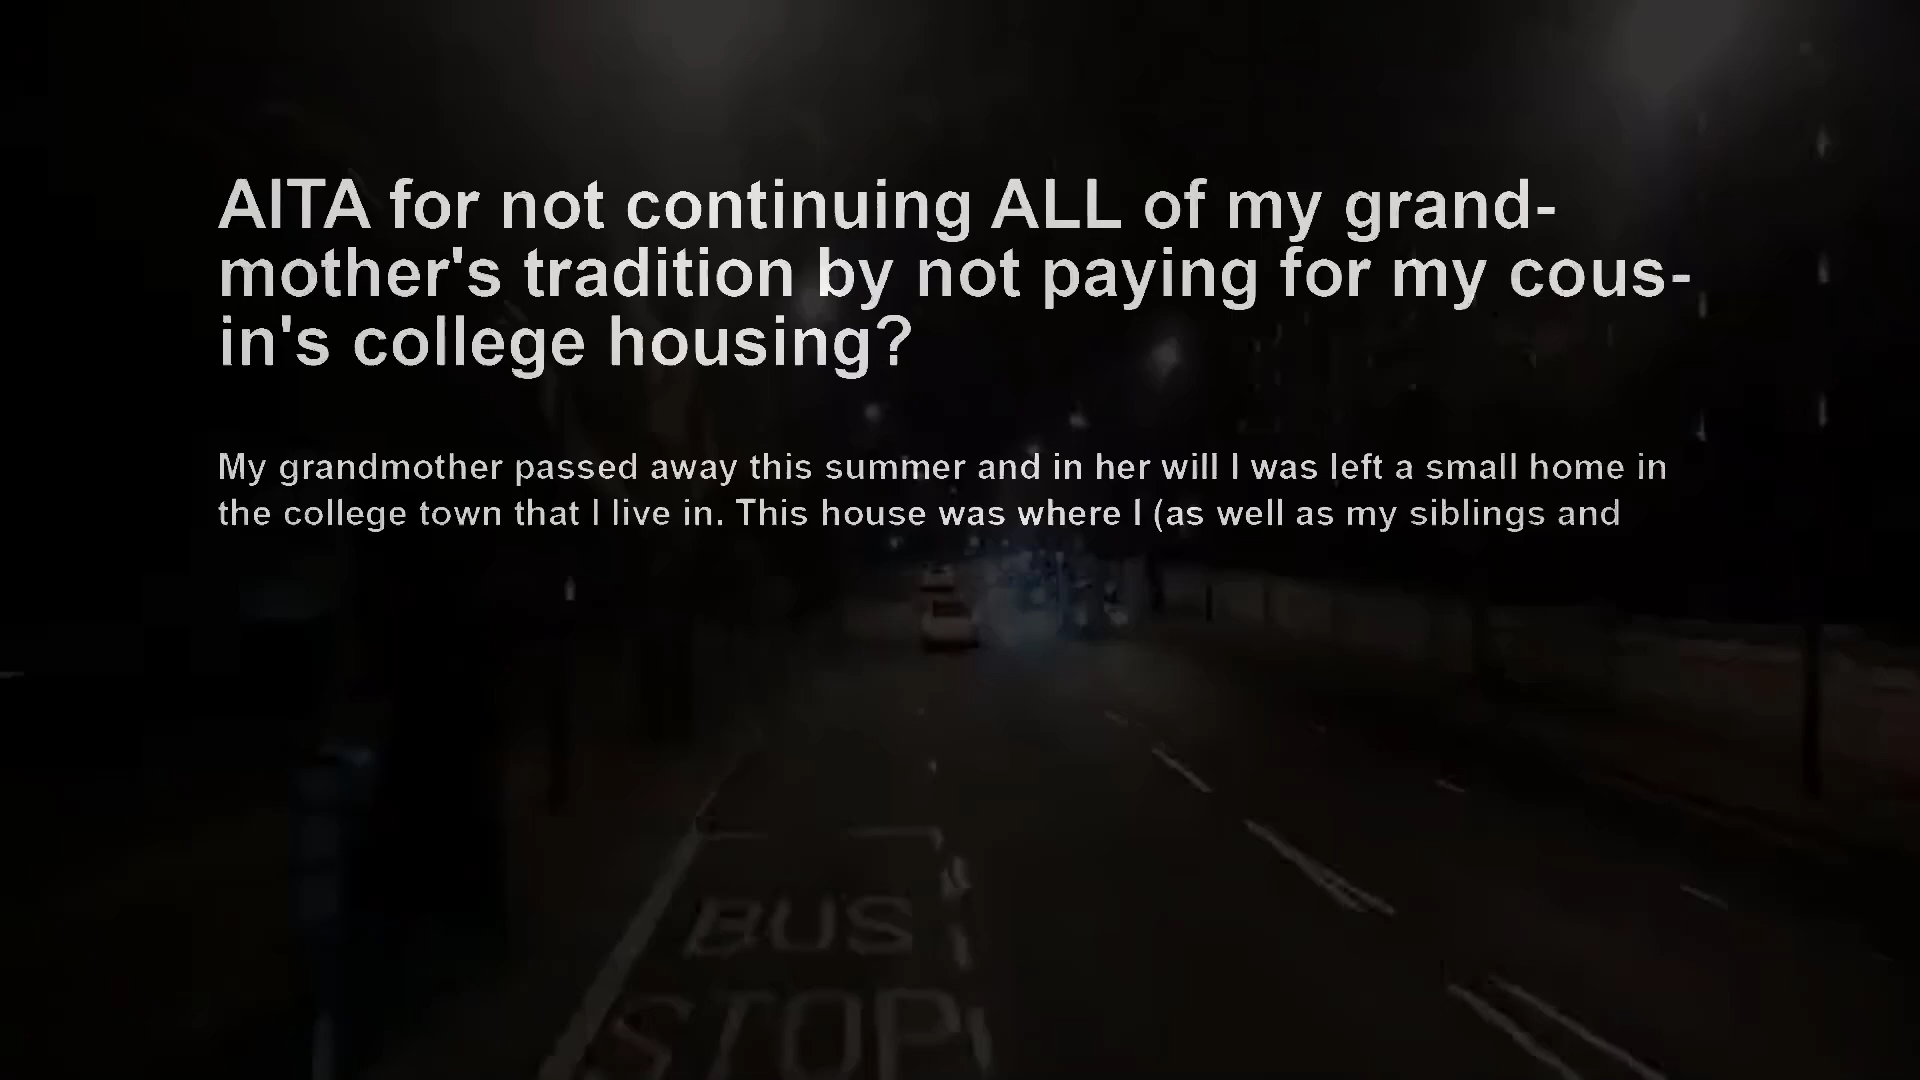 AITA for not continuing ALL of my grand-
mother's tradition by not paying for my cous-
in's college housing?
My grandmother passed away this summer and in her will I was left a small home in
the college town that I live in. This house was where I (as well as my siblings and
BUS
STOP